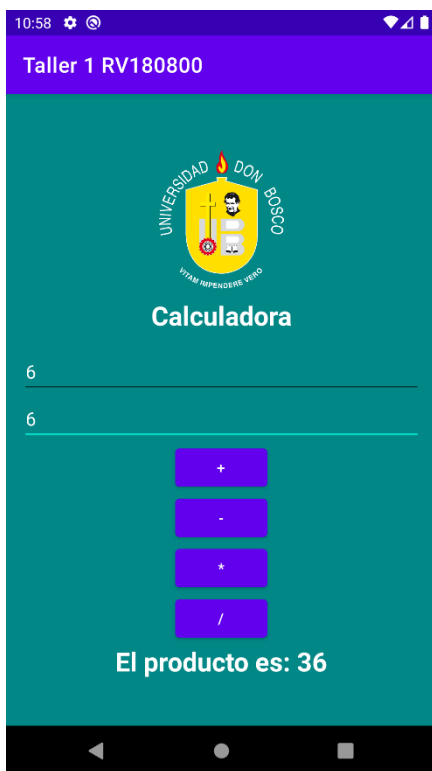 10:58
Taller 1 RV180800
UNIVERSIDAD DON BOSCO
VITAM IMPENDERE VERO
Calculadora
6
6
+
-
*
/
El producto es: 36